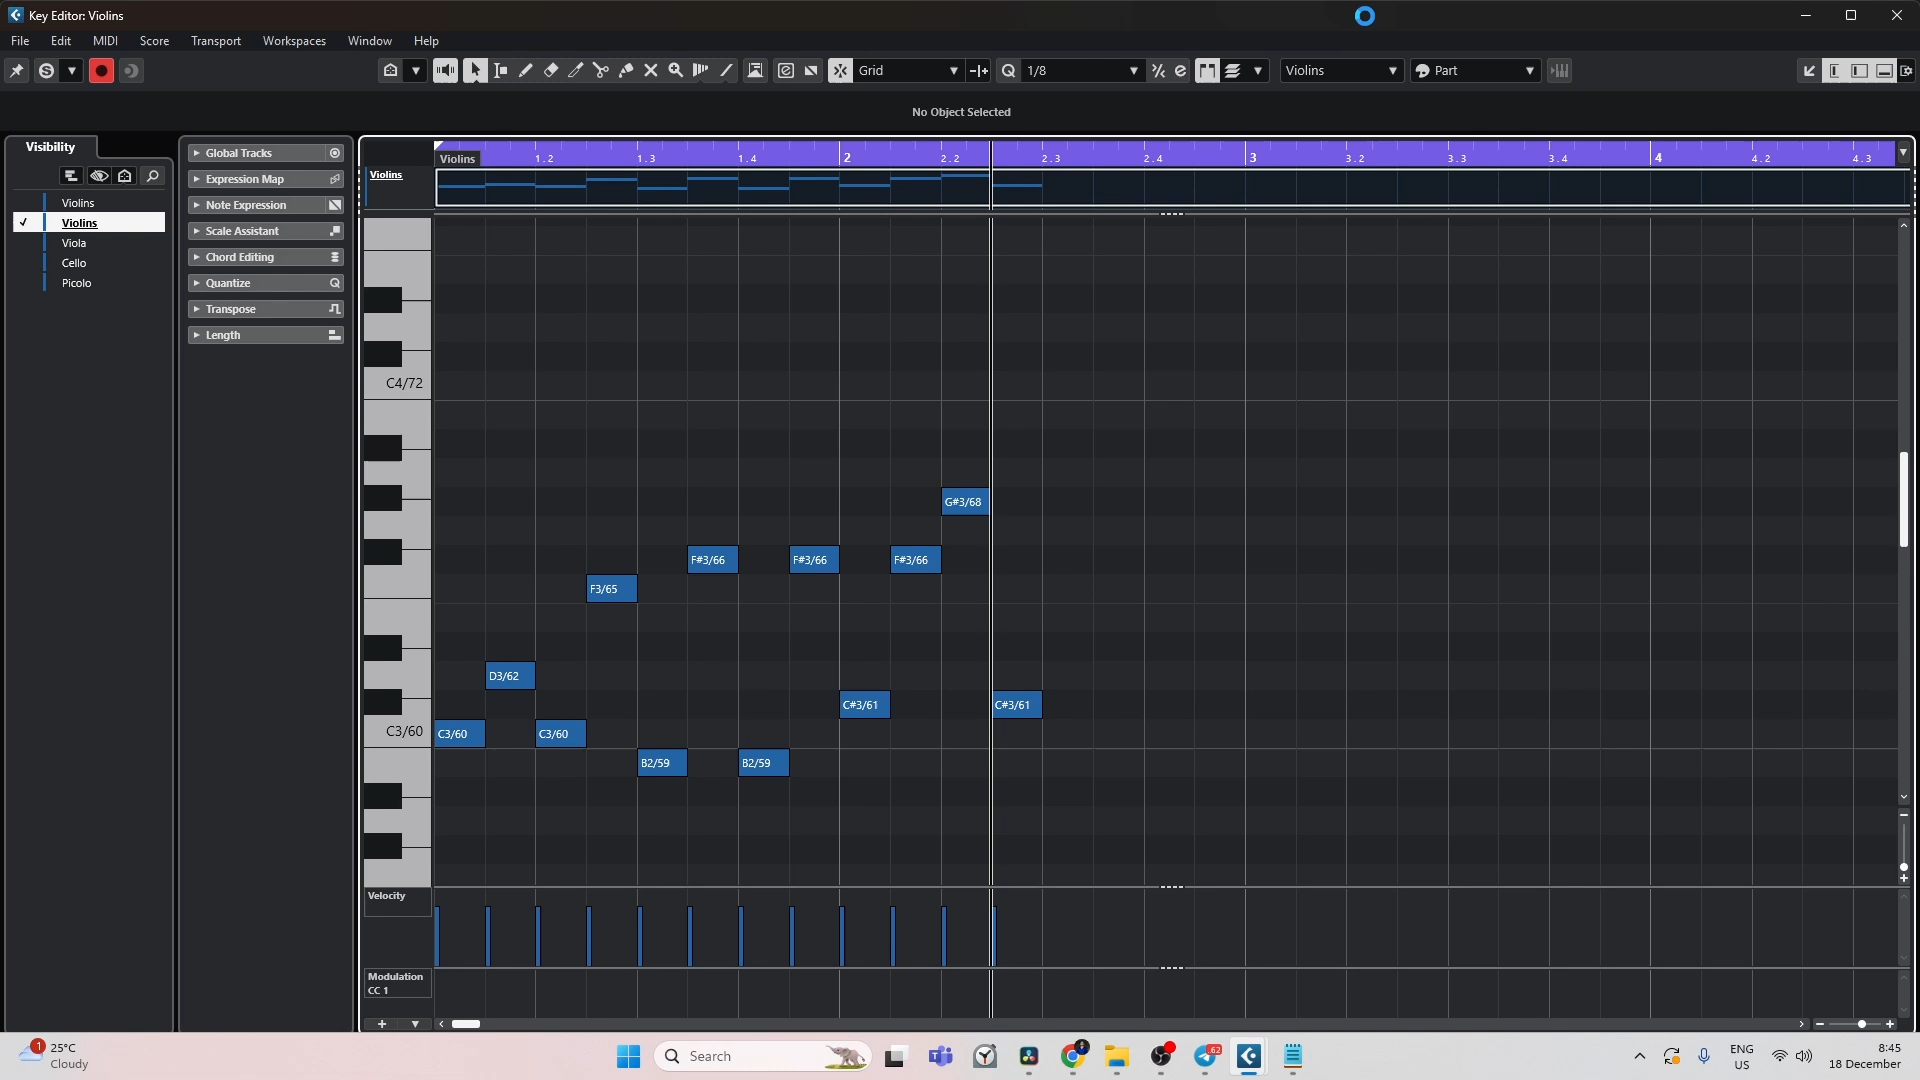 Key Editor: Violins
File Edit MIDI Score Transport Workspaces Window Help
Grid 1/8 Violins Part
No Object Selected
Visibility
Violins
Violins
Viola
Cello
Picolo
Global Tracks
Expression Map
Note Expression
Scale Assistant
Chord Editing
Quantize
Transpose
Length
Violins 1.2 1.3 1.4 2 2.2 2.3 2.4 3 3.2 3.3 3.4 4 4.2 4.3
Violins
C4/72
G#3/68
F#3/66 F#3/66 F#3/66
F3/65
D3/62
C#3/61 C#3/61
C3/60 C3/60 C3/60
B2/59 B2/59
Velocity
Modulation
CC 1
1 25°C
Cloudy
Search
62
ENG
US
8:45
18 December